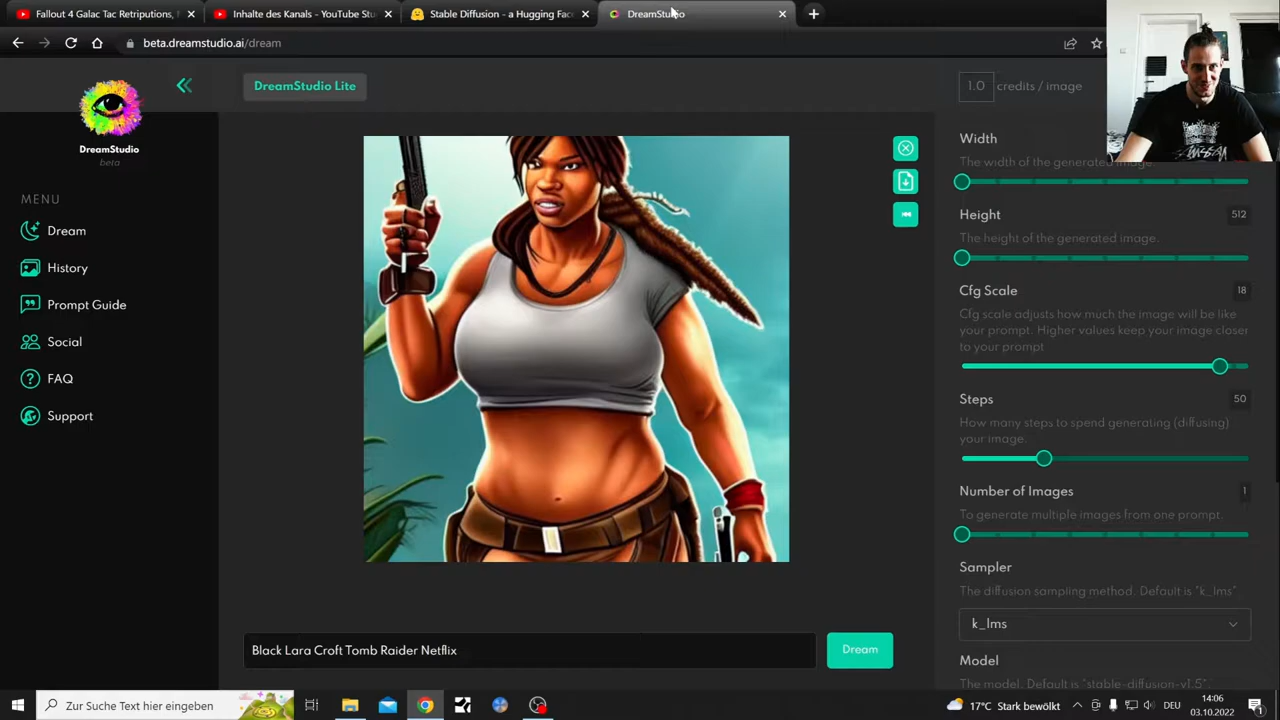 Fallout 4 Galac Tac Retriputions,
Inhalte des Kanals - YouTube Stu
Stable Diffusion - a Hugging Fac
DreamStudio
beta.dreamstudio.ai/dream
DreamStudio
beta
MENU
Dream
History
Prompt Guide
Social
FAQ
Support
DreamStudio Lite
1.0 credits / image
Width
The width of the generated image.
Height 512
The height of the generated image.
Cfg Scale 18
Cfg scale adjusts how much the image will be like
your prompt. Higher values keep your image closer
to your prompt
Steps 50
How many steps to spend generating (diffusing)
your image.
Number of Images 1
To generate multiple images from one prompt.
Sampler
The diffusion sampling method. Default is "k_lms".
k_lms
Model
The model. Default is "stable-diffusion-v1.5".
Black Lara Croft Tomb Raider Netflix
Dream
Zur Suche Text hier eingeben
17°C Stark bewölkt
DEU
14:06
03.10.2022
1